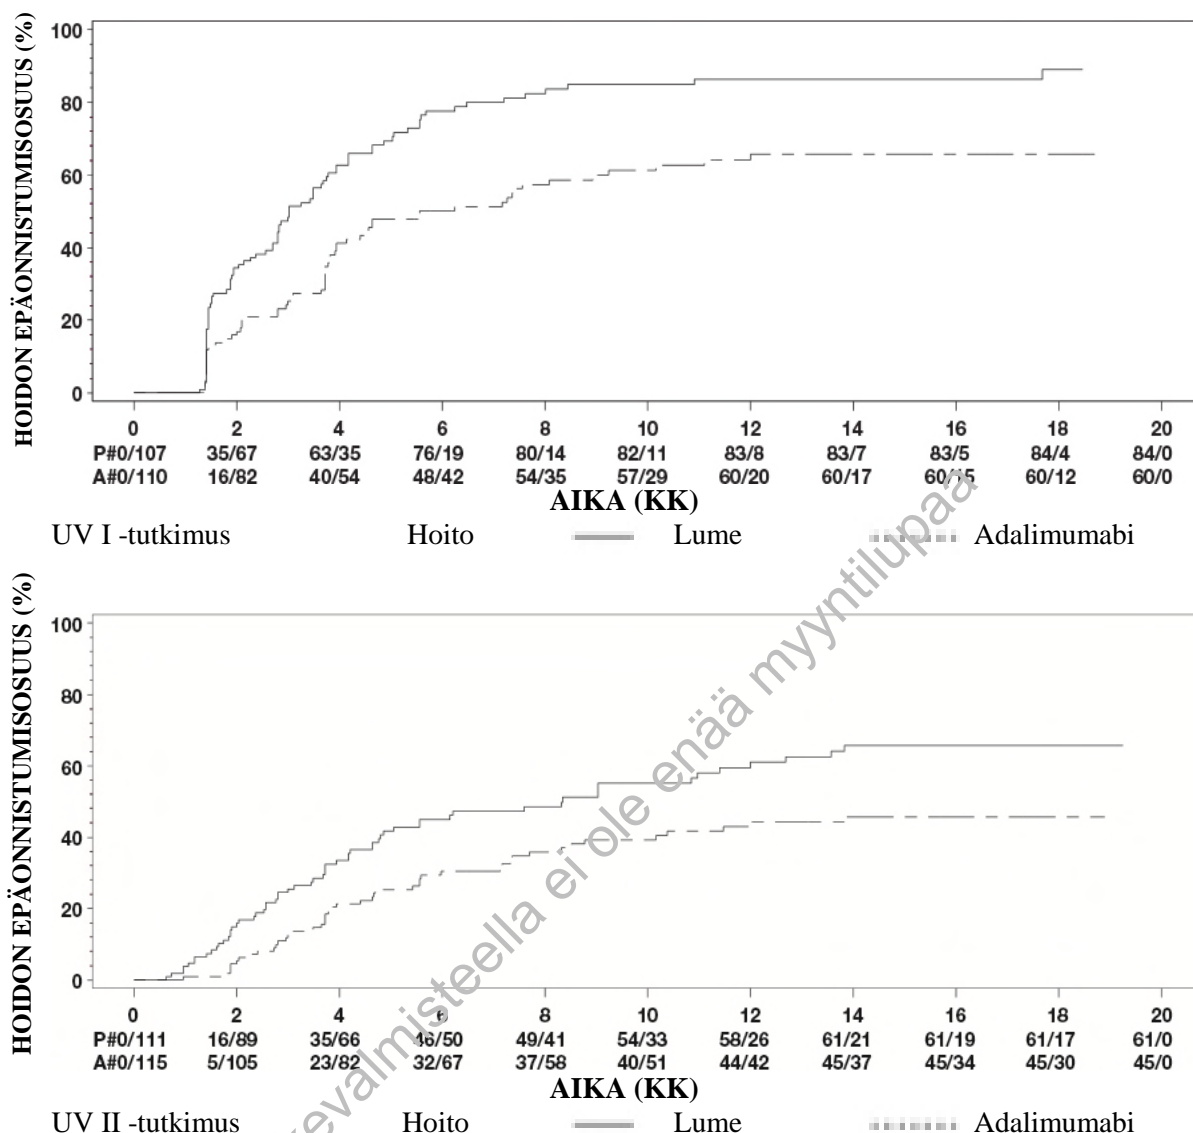 HOIDON EPÄONNISTUMISOSUUS (%)
100
80
60
40
20
0
0 2 4 6 8 10 12 14 16 18 20
P#0/107 35/67 63/35 76/19 80/14 82/11 83/8 83/7 83/5 84/4 84/0
A#0/110 16/82 40/54 48/42 54/35 57/29 60/20 60/17 60/15 60/12 60/0
AIKA (KK)
UV I -tutkimus Hoito Lume Adalimumabi
HOIDON EPÄONNISTUMISOSUUS (%)
100
80
60
40
20
0
0 2 4 6 8 10 12 14 16 18 20
P#0/111 16/89 35/66 46/50 49/41 54/33 58/26 61/21 61/19 61/17 61/0
A#0/115 5/105 23/82 32/67 37/58 40/51 44/42 45/37 45/34 45/30 45/0
AIKA (KK)
UV II -tutkimus Hoito Lume Adalimumabi
evalmisteella ei ole enää myyntilupaa